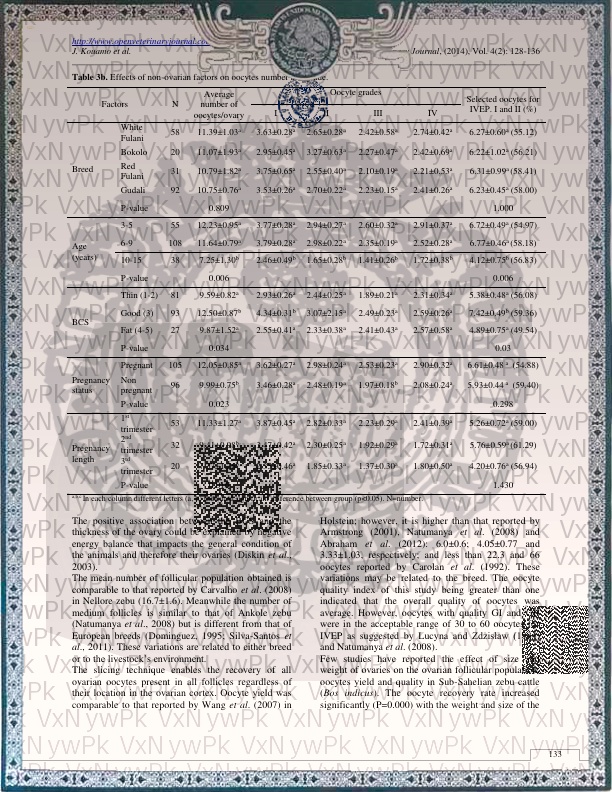 http://www.openveterinaryjournal.co
J. Kouamo et al.
Journal, (2014), Vol. 4(2): 128-136
Table 3b. Effects of non-ovarian factors on oocytes number
Factors N Average number of oocytes/ovary Oocyte grades III IV Selected oocytes for IVEP. I and II (%)
Breed
White Fulani 58 11.39±1.03ᵃ 3.63±0.28ᵃ 2.65±0.28ᵃ 2.42±0.58ᵃ 2.74±0.42ᵃ 6.27±0.60ᵃ (55.12)
Bokolo 20 11.07±1.93ᵃ 2.95±0.45ᵃ 3.27±0.63ᵃ 2.27±0.47ᵃ 2.42±0.69ᵃ 6.22±1.02ᵃ (56.21)
Red Fulani 31 10.79±1.82ᵃ 3.75±0.65ᵃ 2.55±0.40ᵃ 2.10±0.19ᵃ 2.21±0.53ᵃ 6.31±0.99ᵃ (58.41)
Gudali 92 10.75±0.76ᵃ 3.53±0.26ᵃ 2.70±0.22ᵃ 2.23±0.15ᵃ 2.41±0.26ᵃ 6.23±0.45ᵃ (58.00)
P-value 0.809 1.000
Age (years)
3-5 55 12.23±0.95ᵃ 3.77±0.28ᵃ 2.94±0.27ᵃ 2.60±0.32ᵃ 2.91±0.37ᵃ 6.72±0.49ᵃ (54.97)
6-9 108 11.64±0.79ᵃ 3.79±0.28ᵃ 2.98±0.22ᵃ 2.35±0.19ᵃ 2.52±0.28ᵃ 6.77±0.46ᵃ (58.18)
10-15 38 7.25±1.30ᵇ 2.46±0.49ᵇ 1.65±0.28ᵇ 1.41±0.26ᵇ 1.72±0.38ᵇ 4.12±0.75ᵇ (56.83)
P-value 0.006 0.006
BCS
Thin (1-2) 81 9.59±0.82ᵃ 2.93±0.26ᵃ 2.44±0.25ᵃ 1.89±0.21ᵃ 2.31±0.34ᵃ 5.38±0.48ᵃ (56.08)
Good (3) 93 12.50±0.87ᵇ 4.34±0.31ᵇ 3.07±2.15ᵃ 2.49±0.23ᵃ 2.59±0.26ᵃ 7.42±0.49ᵇ (59.36)
Fat (4-5) 27 9.87±1.52ᵃ 2.55±0.41ᵃ 2.33±0.38ᵃ 2.41±0.43ᵃ 2.57±0.58ᵃ 4.89±0.75ᵃ (49.54)
P-value 0.034 0.03
Pregnancy status
Pregnant 105 12.05±0.85ᵃ 3.62±0.27ᵃ 2.98±0.24ᵃ 2.53±0.23ᵃ 2.90±0.32ᵃ 6.61±0.48 ᵃ (54.88)
Non pregnant 96 9.99±0.75ᵇ 3.46±0.28ᵃ 2.48±0.19ᵃ 1.97±0.18ᵇ 2.08±0.24ᵃ 5.93±0.44 ᵃ (59.40)
P-value 0.023 0.298
Pregnancy length
1ˢᵗ trimester 53 11.33±1.27ᵃ 3.87±0.45ᵃ 2.82±0.33ᵃ 2.23±0.29ᵃ 2.41±0.39ᵃ 5.26±0.72ᵃ (59.00)
2ⁿᵈ trimester 32 2.30±0.25ᵃ 1.92±0.29ᵃ 1.72±0.31ᵃ 5.76±0.59ᵃ (61.29)
3ʳᵈ trimester 20 1.85±0.33ᵃ 1.37±0.30ᵃ 1.80±0.50ᵃ 4.20±0.76ᵃ (56.94)
P-value 1.430
In each column different letters between group (p<0.05). N=number.
The positive association the
thickness of the ovary could be explained by negative
energy balance that impacts the general condition of
the animals and therefore their ovaries (Diskin et al.,
2003).
The mean number of follicular population obtained is
comparable to that reported by Carvalho et al. (2008)
in Nellore zebu (16.7±1.6). Meanwhile the number of
medium follicles is similar to that of Ankole zebu
(Natumanya et al., 2008) but is different from that of
European breeds (Dominguez, 1995; Silva-Santos et
al., 2011). These variations are related to either breed
or to the livestock's environment.
The slicing technique enables the recovery of all
ovarian oocytes present in all follicles regardless of
their location in the ovarian cortex. Oocyte yield was
comparable to that reported by Wang et al. (2007) in
Holstein; however, it is higher than that reported by
Armstrong (2001), Natumanya et al. (2008) and
Abraham et al. (2012): 6.0±0.6; 4.05±0.77 and
3.33±1.03; respectively; and less than 22.3 and 66
oocytes reported by Carolan et al. (1992). These
variations may be related to the breed. The oocyte
quality index of this study being greater than one
indicated that the overall quality of oocytes was
average. However, oocytes with quality GI and
were in the acceptable range of 30 to 60 oocytes
IVEP as suggested by Lucyna and Zdzislaw
and Natumanya et al. (2008).
Few studies have reported the effect of size
weight of ovaries on the ovarian follicular
oocytes yield and quality in Sub-Sahelian zebu cattle
(Box indicus). The oocyte recovery rate increased
significantly (P=0.000) with the weight and size of the
133
VxN ywPk